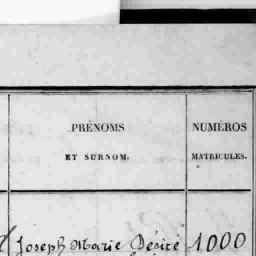 PRÉNOMS
ET SURNOM.
NUMÉROS
MATRICULES.
Joseph Marie Désiré 1000